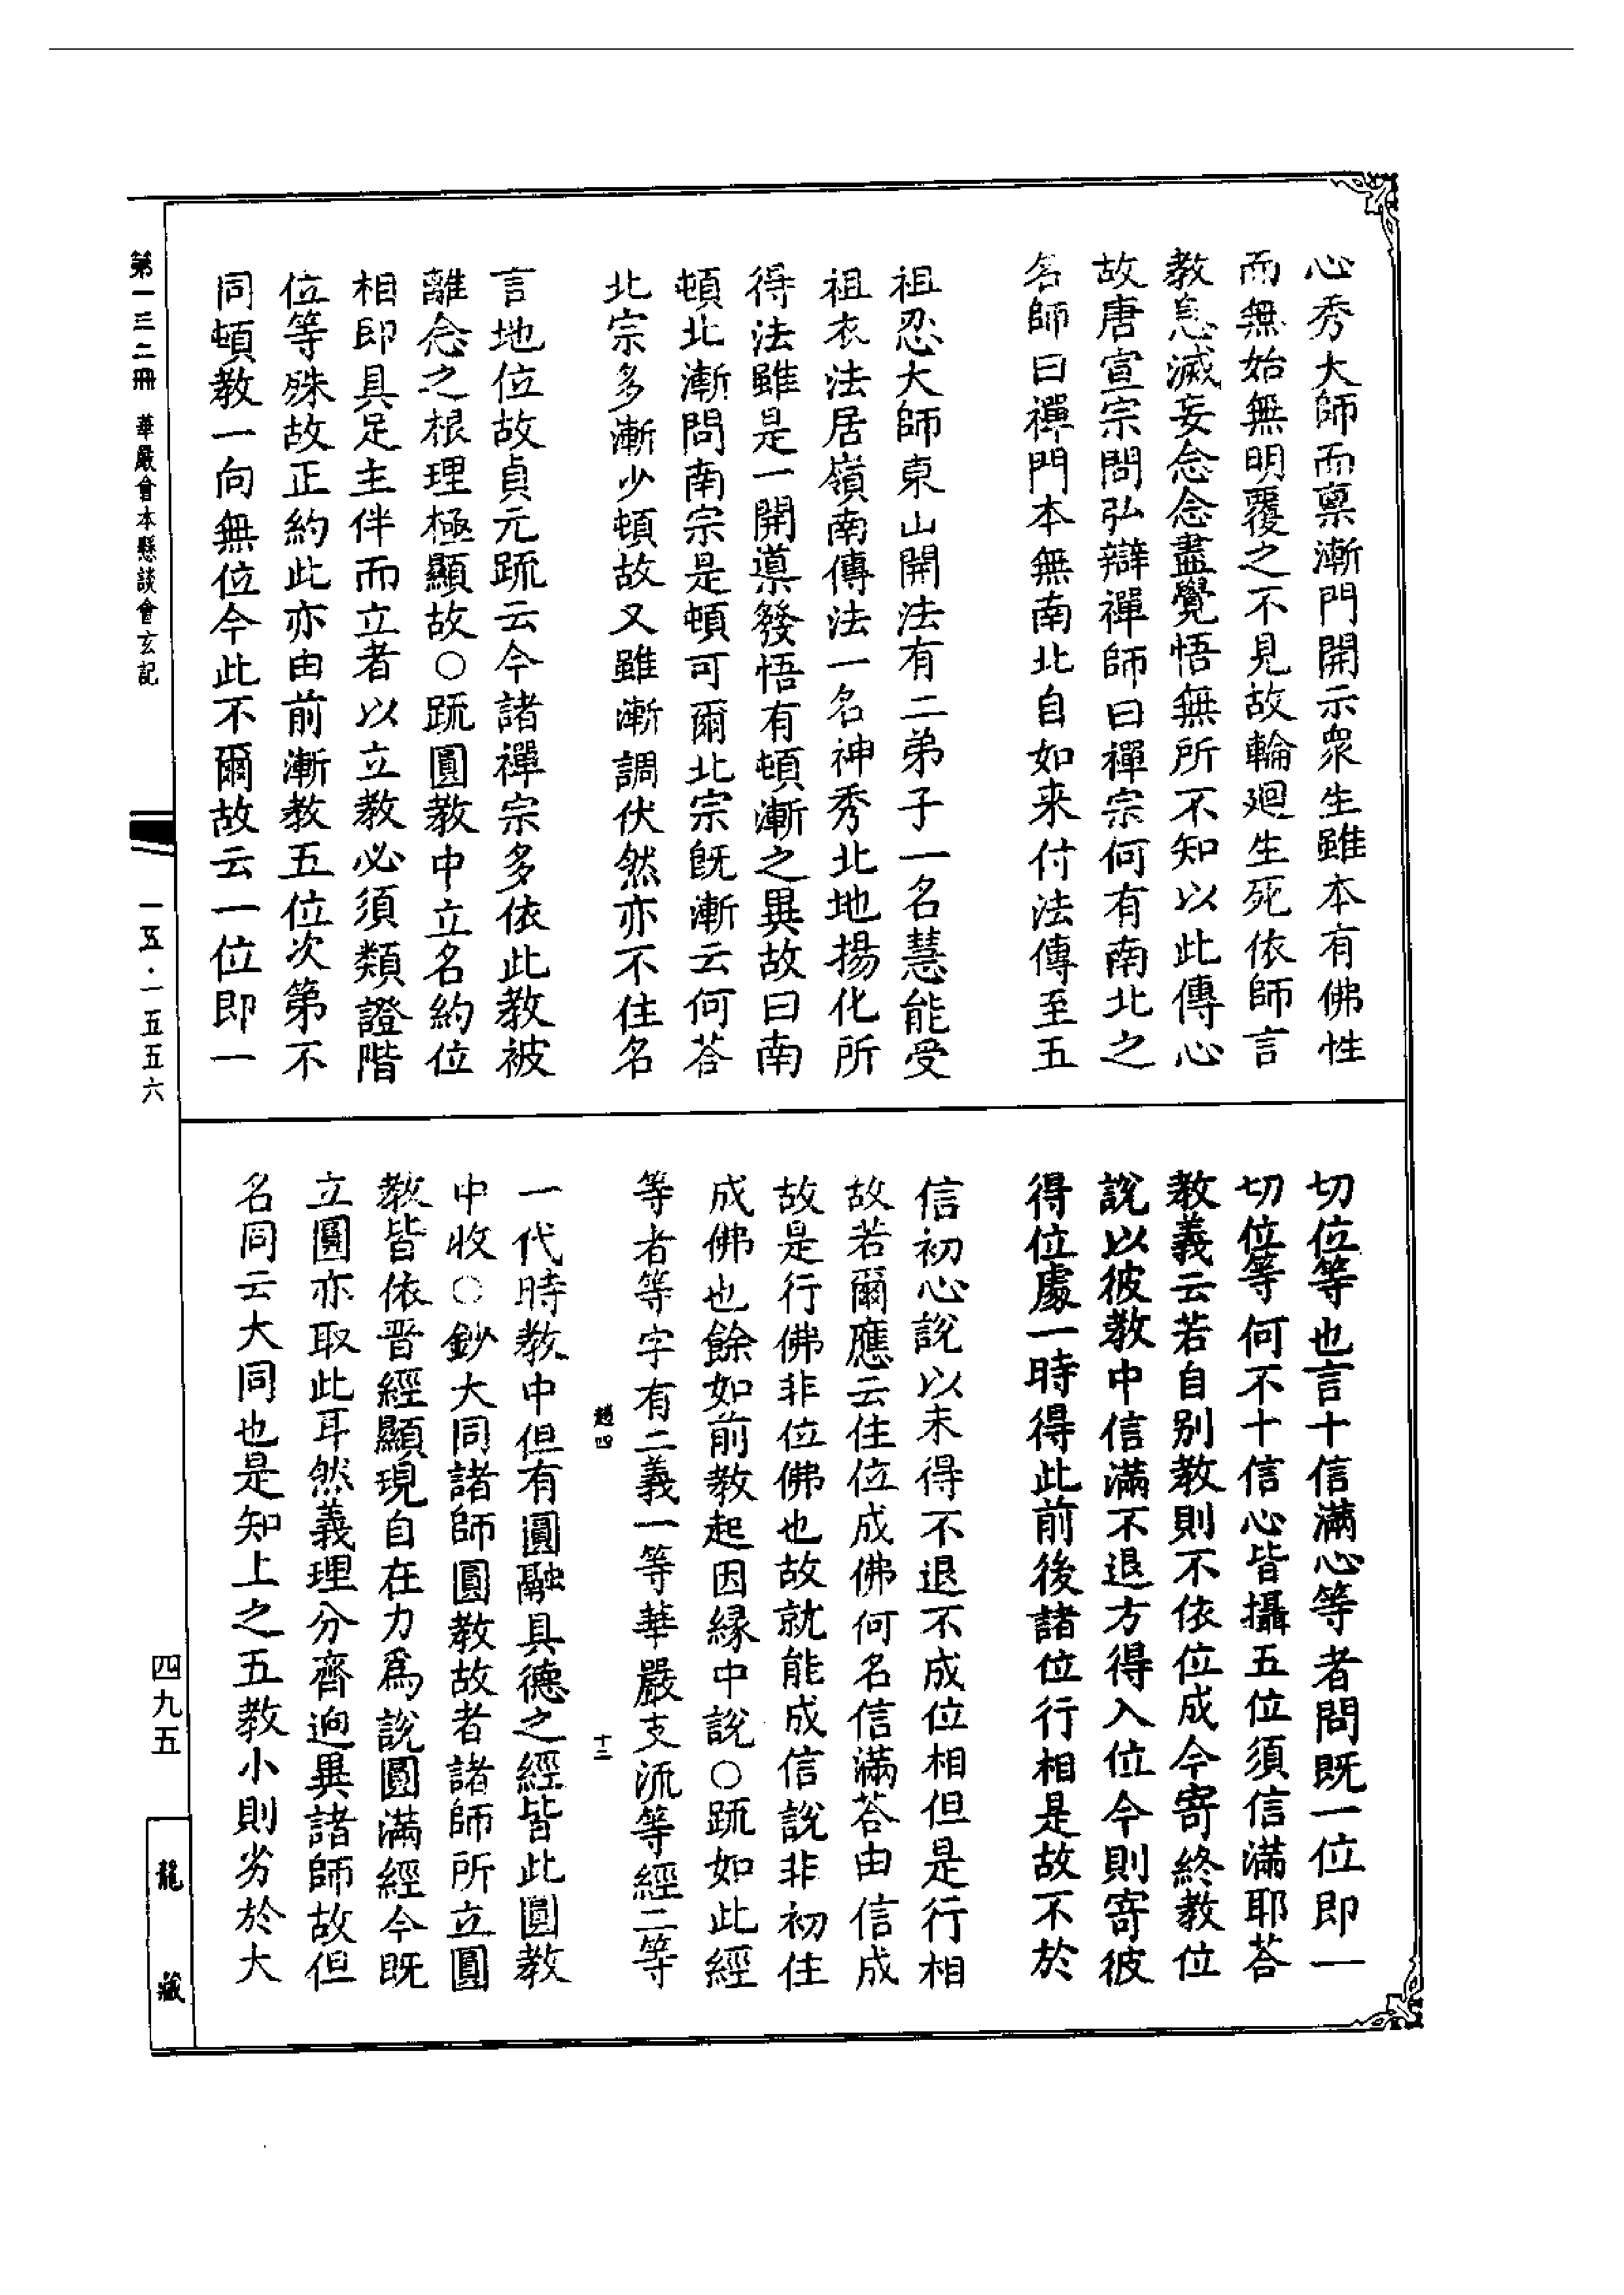 心秀大師而稟漸門開示衆生雖本有佛性
而無始無明覆之不見故輪廻生死依師言
教息滅妄念念盡覺悟無所不知以此傳心
故唐宣宗問弘辯禪師曰禪宗何有南北之
名師曰禪門本無南北自如来付法傳至五
祖忍大師東山開法有二弟子一名慧能受
祖衣法居嶺南傳法一名神秀北地揚化所
得法雖是一開導發悟有頓漸之異故曰南
頓北漸問南宗是頓可爾北宗既漸云何荅
北宗多漸少頓故又雖漸調伏然亦不住名
言地位故貞元䟽云今諸禪宗多依此教被
離念之根理極顯故○䟽圓教中立名約位
相即具足主伴而立者以立教必須類證階
位等殊故正約此亦由前漸教五位次第不
同頓教一向無位今此不爾故云一位即一
切位等也言十信滿心等者問既一位即一
切位等何不十信心皆攝五位須信滿耶荅
教義云若自别教則不依位成今寄終教位
說以彼教中信滿不退方得入位今則寄彼
得位處一時得此前後諸位行相是故不於
信初心說以未得不退不成位相但是行相
故若爾應云住位成佛何名信滿荅由信成
故是行佛非位佛也故就能成信說非初住
成佛也餘如前教起因緣中說○䟽如此經
等者等字有二義一等華嚴支流等經二等
趙四 十二
一代時教中但有圓融具德之經皆此圓教
中收○鈔大同諸師圓教故者諸師所立圓
教皆依晋經顯現自在力爲說圓滿經今既
立圓亦取此耳然義理分齊逈異諸師故但
名同云大同也是知上之五教小則劣於大
第一三二冊 華嚴會本懸談會玄記
一五·一五五六
四九五
龍藏